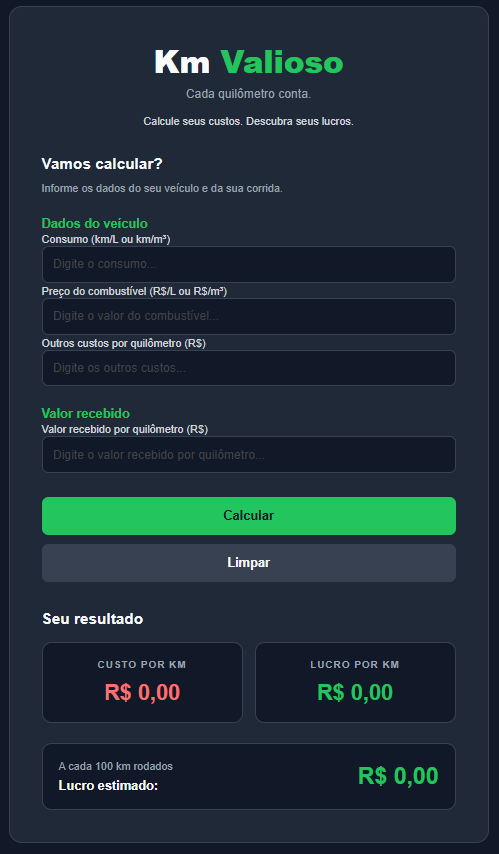 Km Valioso
Cada quilômetro conta.
Calcule seus custos. Descubra seus lucros.
Vamos calcular?
Informe os dados do seu veículo e da sua corrida.
Dados do veículo
Consumo (km/L ou km/m³)
Digite o consumo...
Preço do combustível (R$/L ou R$/m³)
Digite o valor do combustível...
Outros custos por quilômetro (R$)
Digite os outros custos...
Valor recebido
Valor recebido por quilômetro (R$)
Digite o valor recebido por quilômetro...
Calcular
Limpar
Seu resultado
CUSTO POR KM
R$ 0,00
LUCRO POR KM
R$ 0,00
A cada 100 km rodados
Lucro estimado:
R$ 0,00